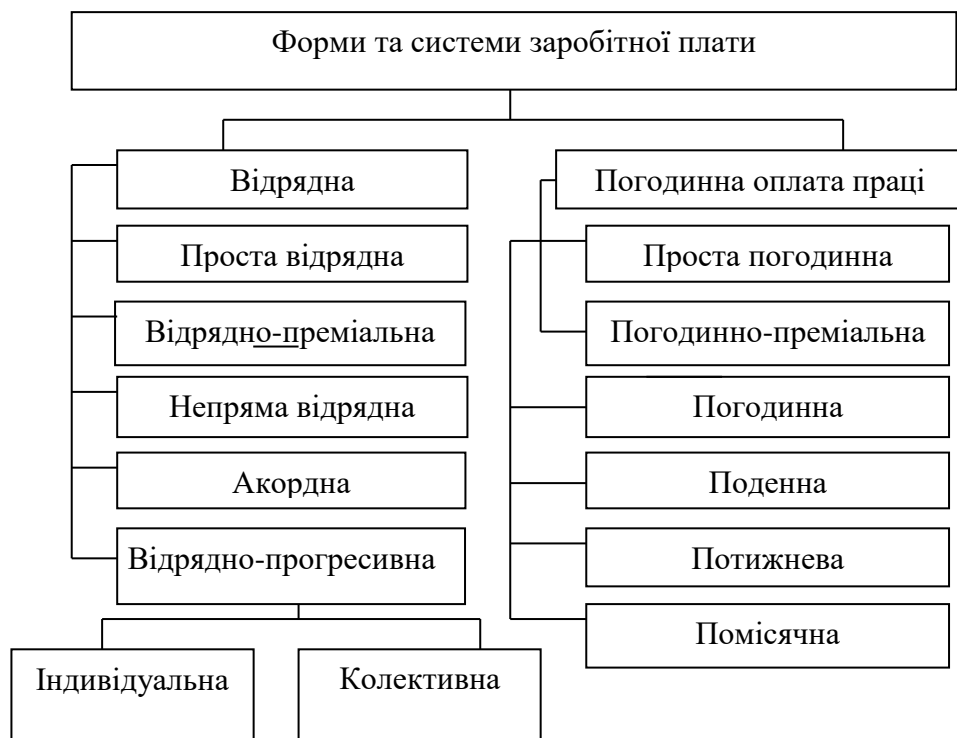 Форми та системи заробітної плати
Відрядна
Погодинна оплата праці
Проста відрядна
Проста погодинна
Відрядно-преміальна
Погодинно-преміальна
Непряма відрядна
Погодинна
Акордна
Поденна
Відрядно-прогресивна
Потижнева
Помісячна
Індивідуальна
Колективна